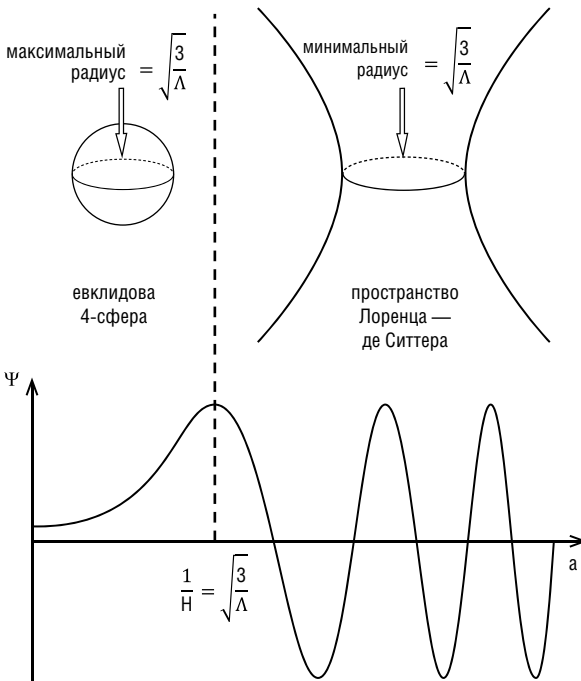 максимальный
радиус = √(3/Λ)
минимальный
радиус = √(3/Λ)
евклидова
4-сфера
пространство
Лоренца —
де Ситтера
Ψ
a
1/H = √(3/Λ)